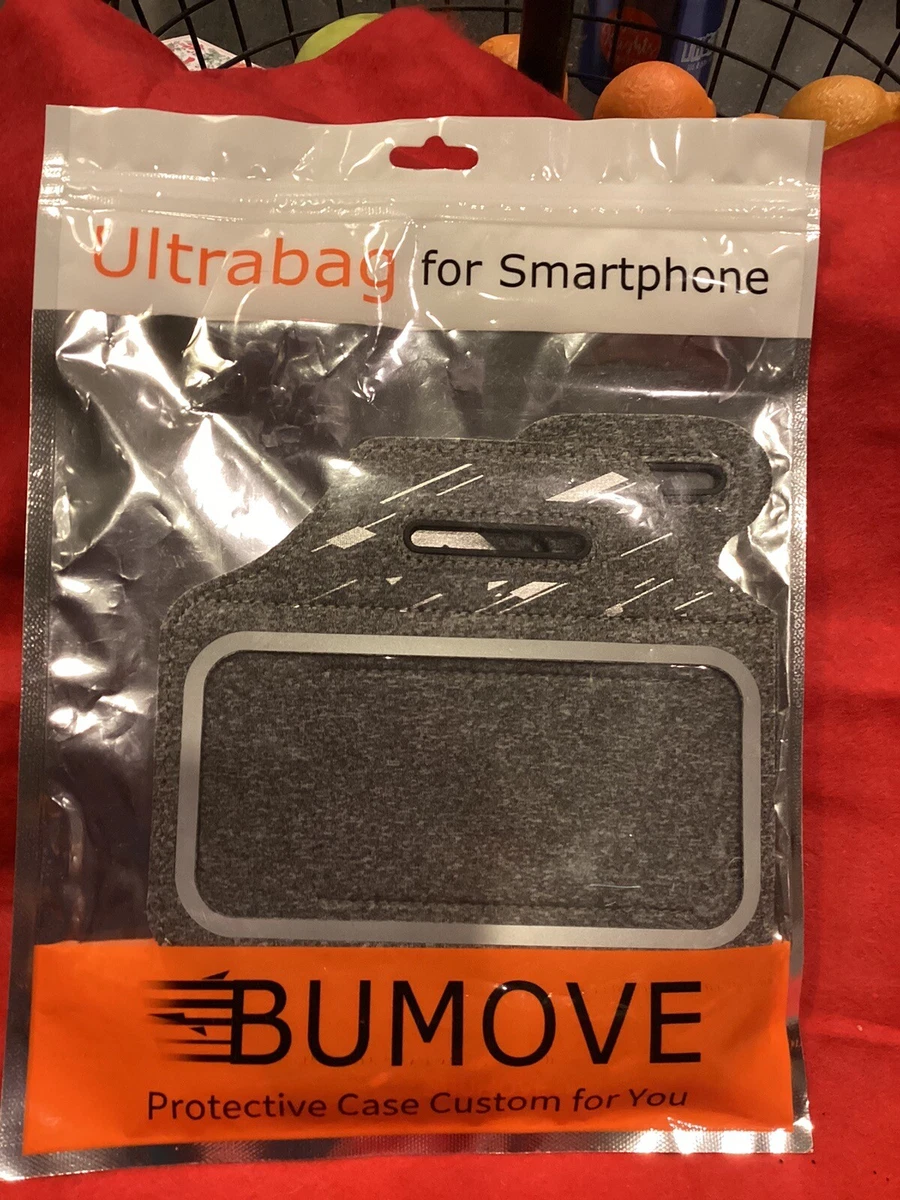 Ultrabag for Smartphone
BUMOVE
Protective Case Custom for You